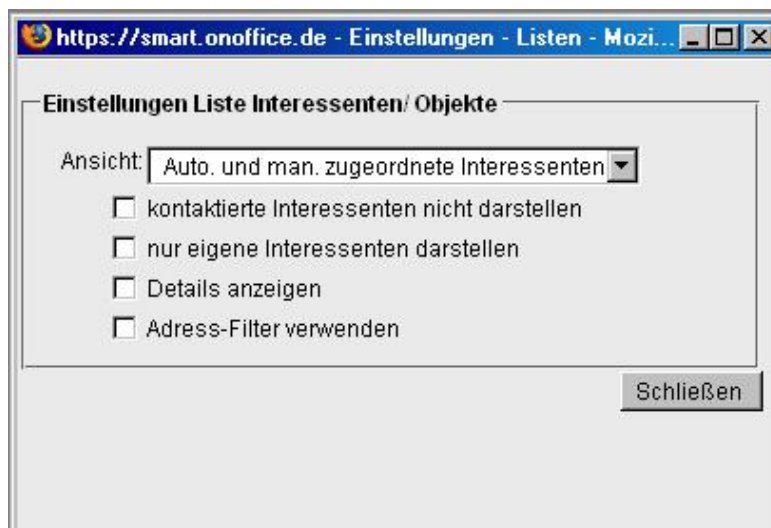 https://smart.onoffice.de - Einstellungen - Listen - Mozi...
Einstellungen Liste Interessenten/ Objekte
Ansicht: Auto. und man. zugeordnete Interessenten
kontaktierte Interessenten nicht darstellen
nur eigene Interessenten darstellen
Details anzeigen
Adress-Filter verwenden
Schließen